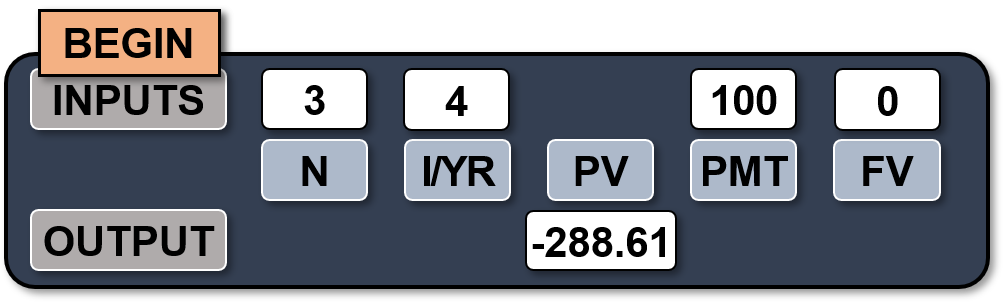 BEGIN
INPUTS 3 4 100 0
N I/YR PV PMT FV
OUTPUT -288.61